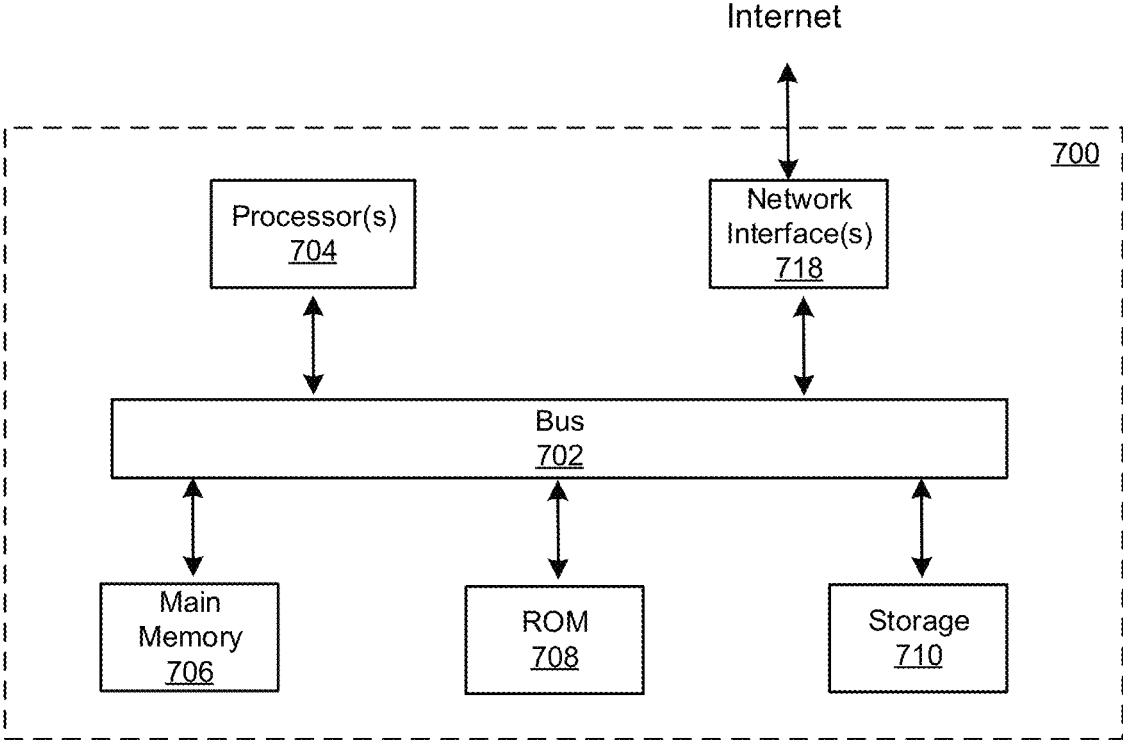 Internet
700
Processor(s)
704
Network
Interface(s)
718
Bus
702
Main
Memory
706
ROM
708
Storage
710